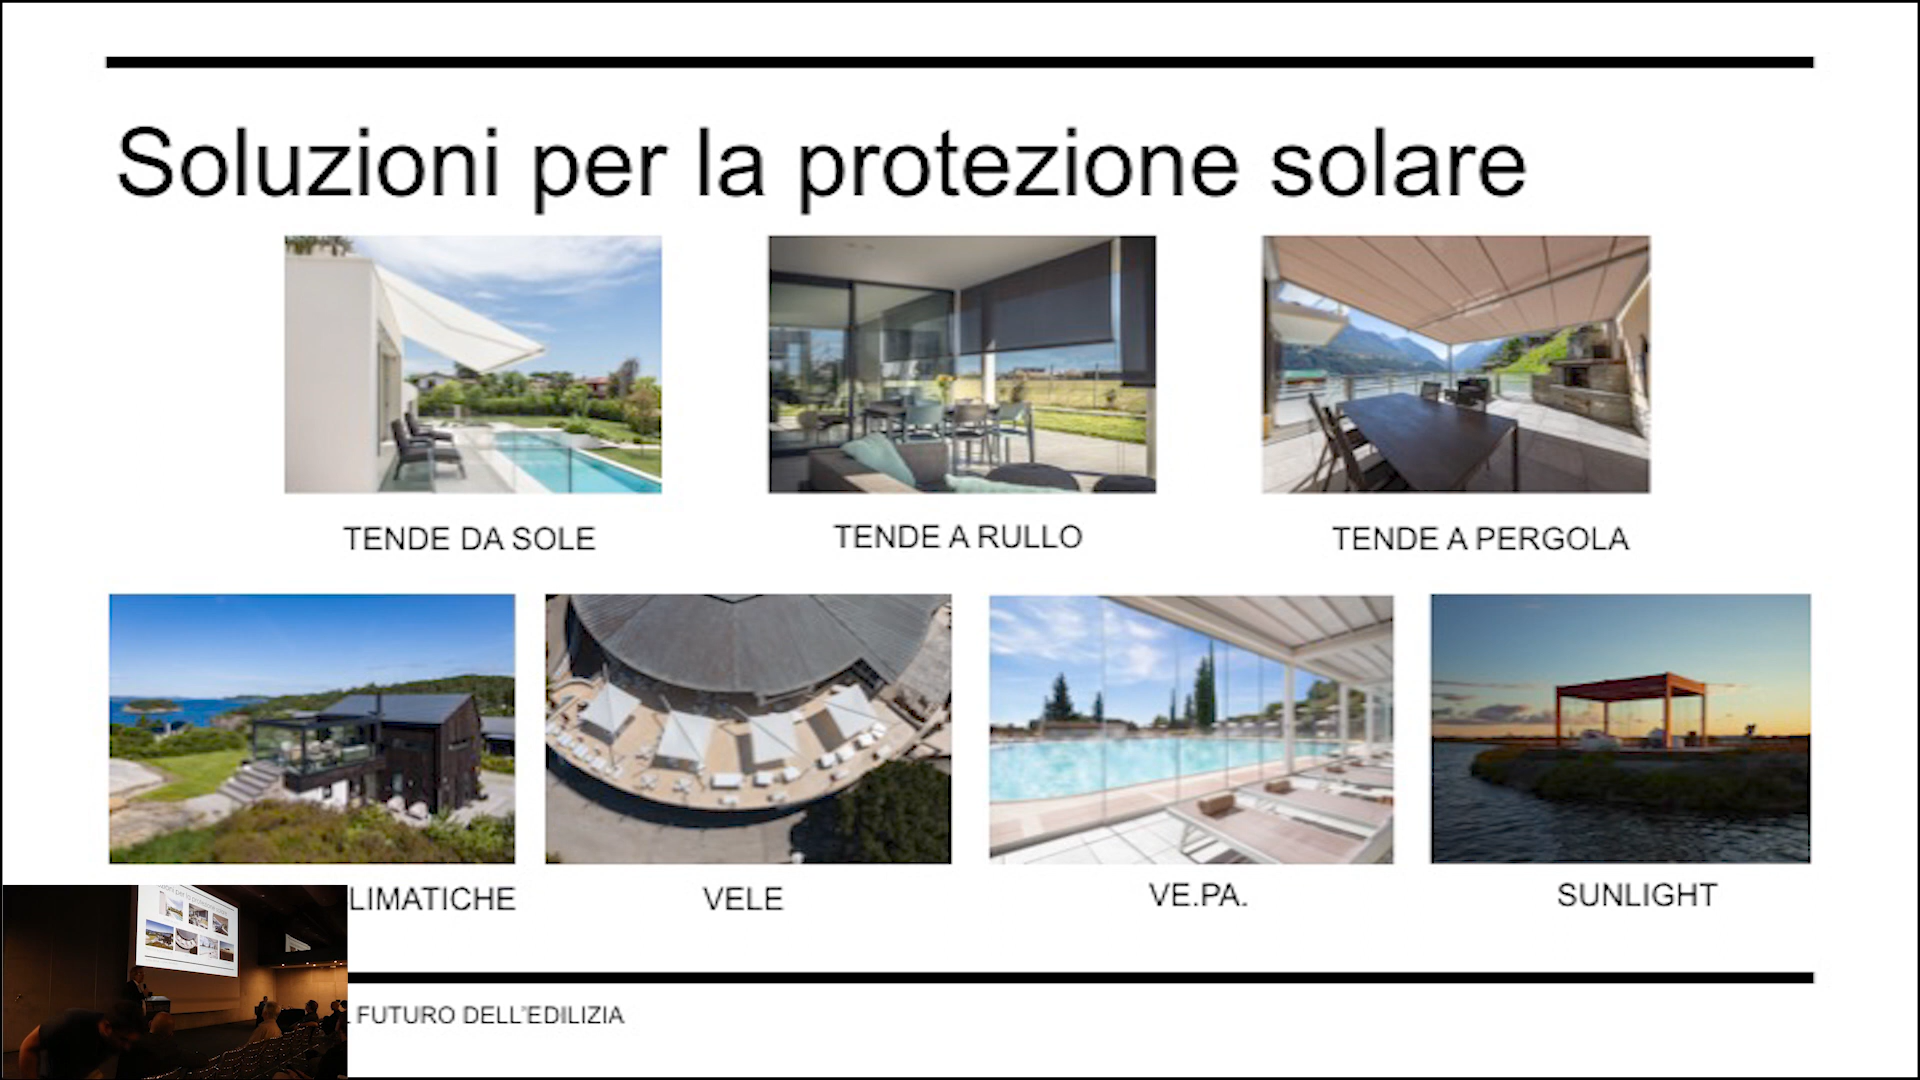 Soluzioni per la protezione solare
TENDE DA SOLE
TENDE A RULLO
TENDE A PERGOLA
LIMATICHE
VELE
VE.PA.
SUNLIGHT
FUTURO DELL'EDILIZIA